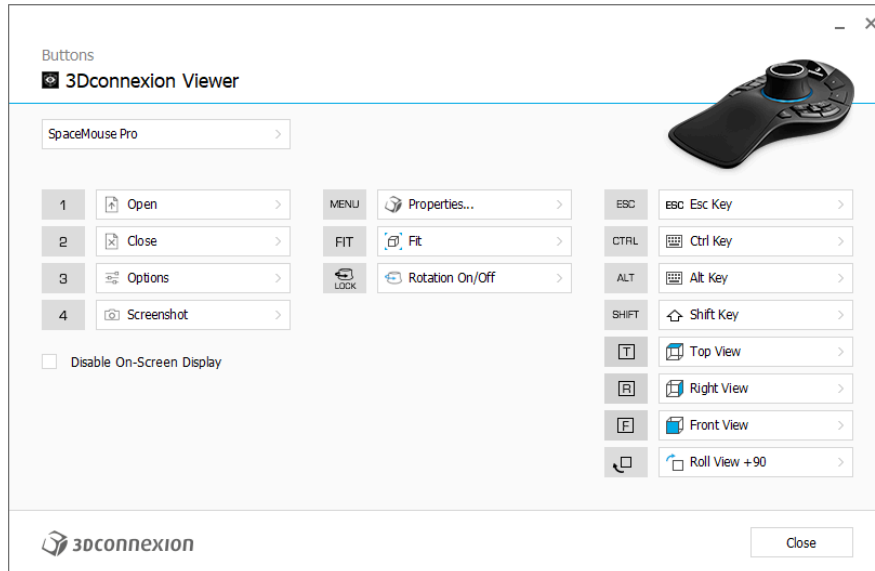 Buttons
3Dconnexion Viewer
SpaceMouse Pro
1 Open
2 Close
3 Options
4 Screenshot
Disable On-Screen Display
MENU Properties...
FIT Fit
LOCK Rotation On/Off
ESC ESC Esc Key
CTRL Ctrl Key
ALT Alt Key
SHIFT Shift Key
T Top View
R Right View
F Front View
Roll View +90
3Dconnexion
Close